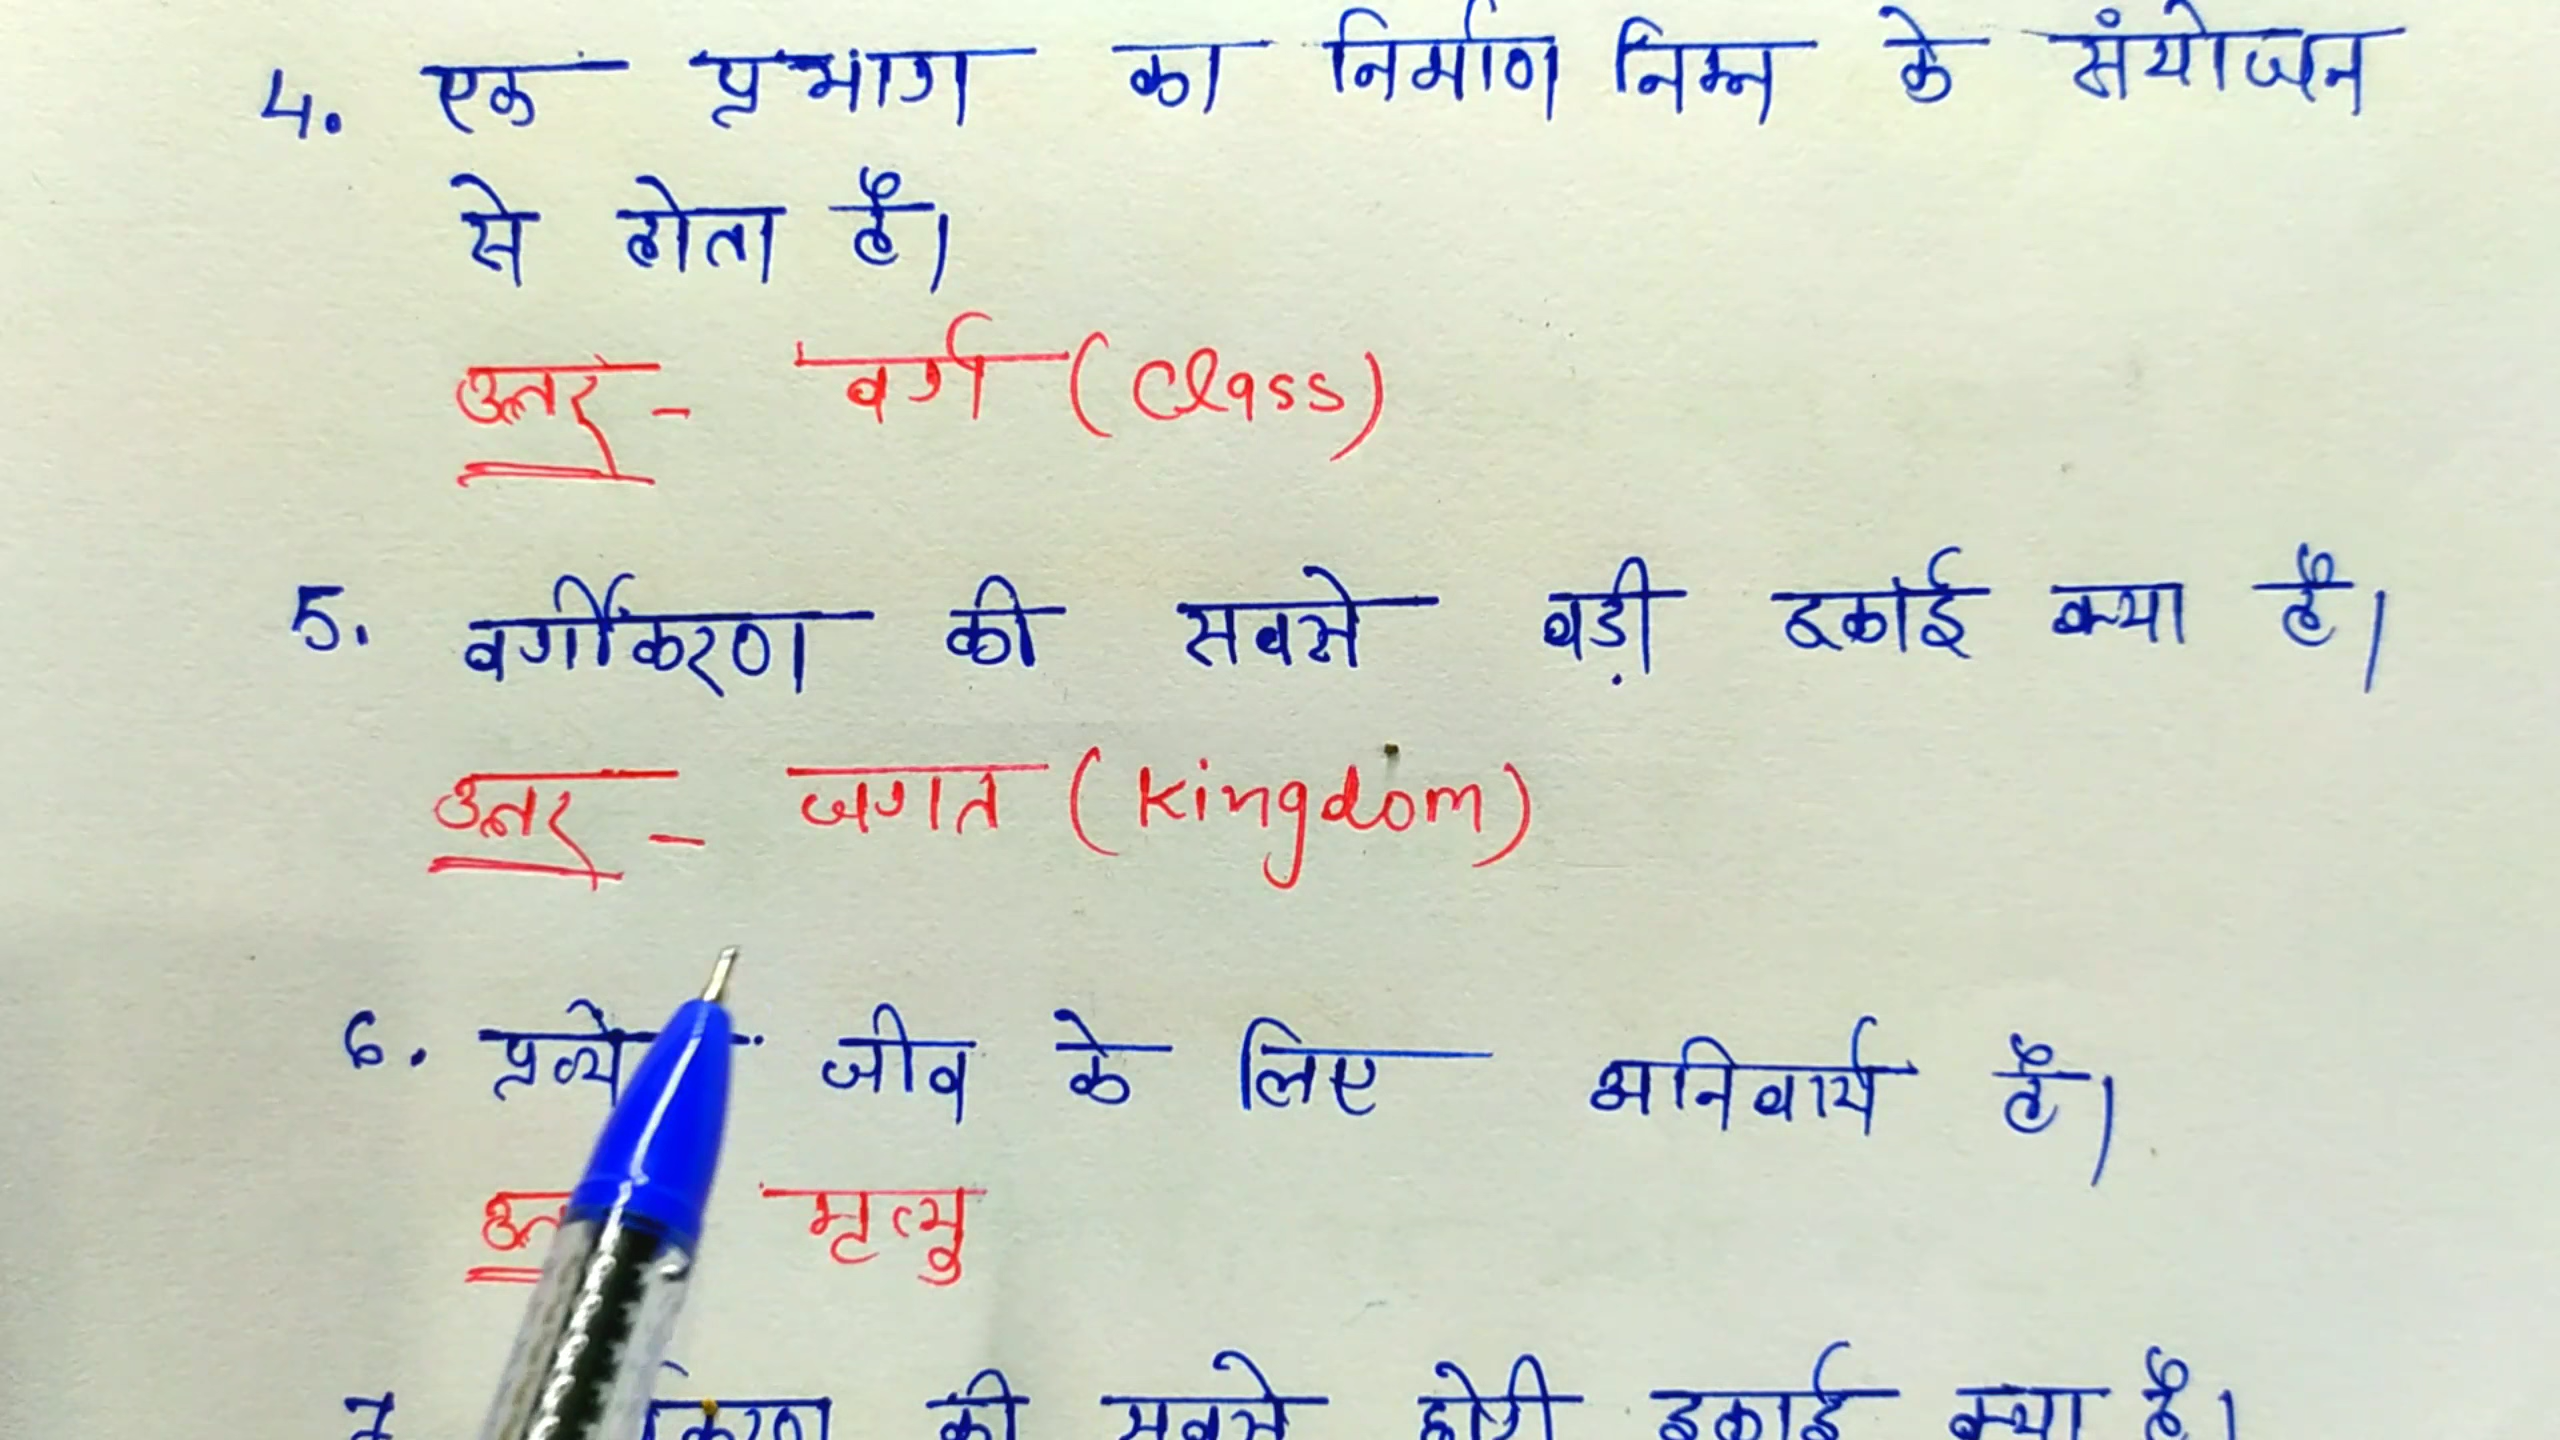 4. एक प्रभाग का निर्माण निम्न के संयोजन
से होता है।
उत्तर - वर्ग (Class)
5. वर्गीकरण की सबसे बड़ी इकाई क्या है।
उत्तर - जगत (Kingdom)
6. जीव के लिए अनिवार्य है।
मृत्यु
7 की सबसे छोटी इकाई क्या है।